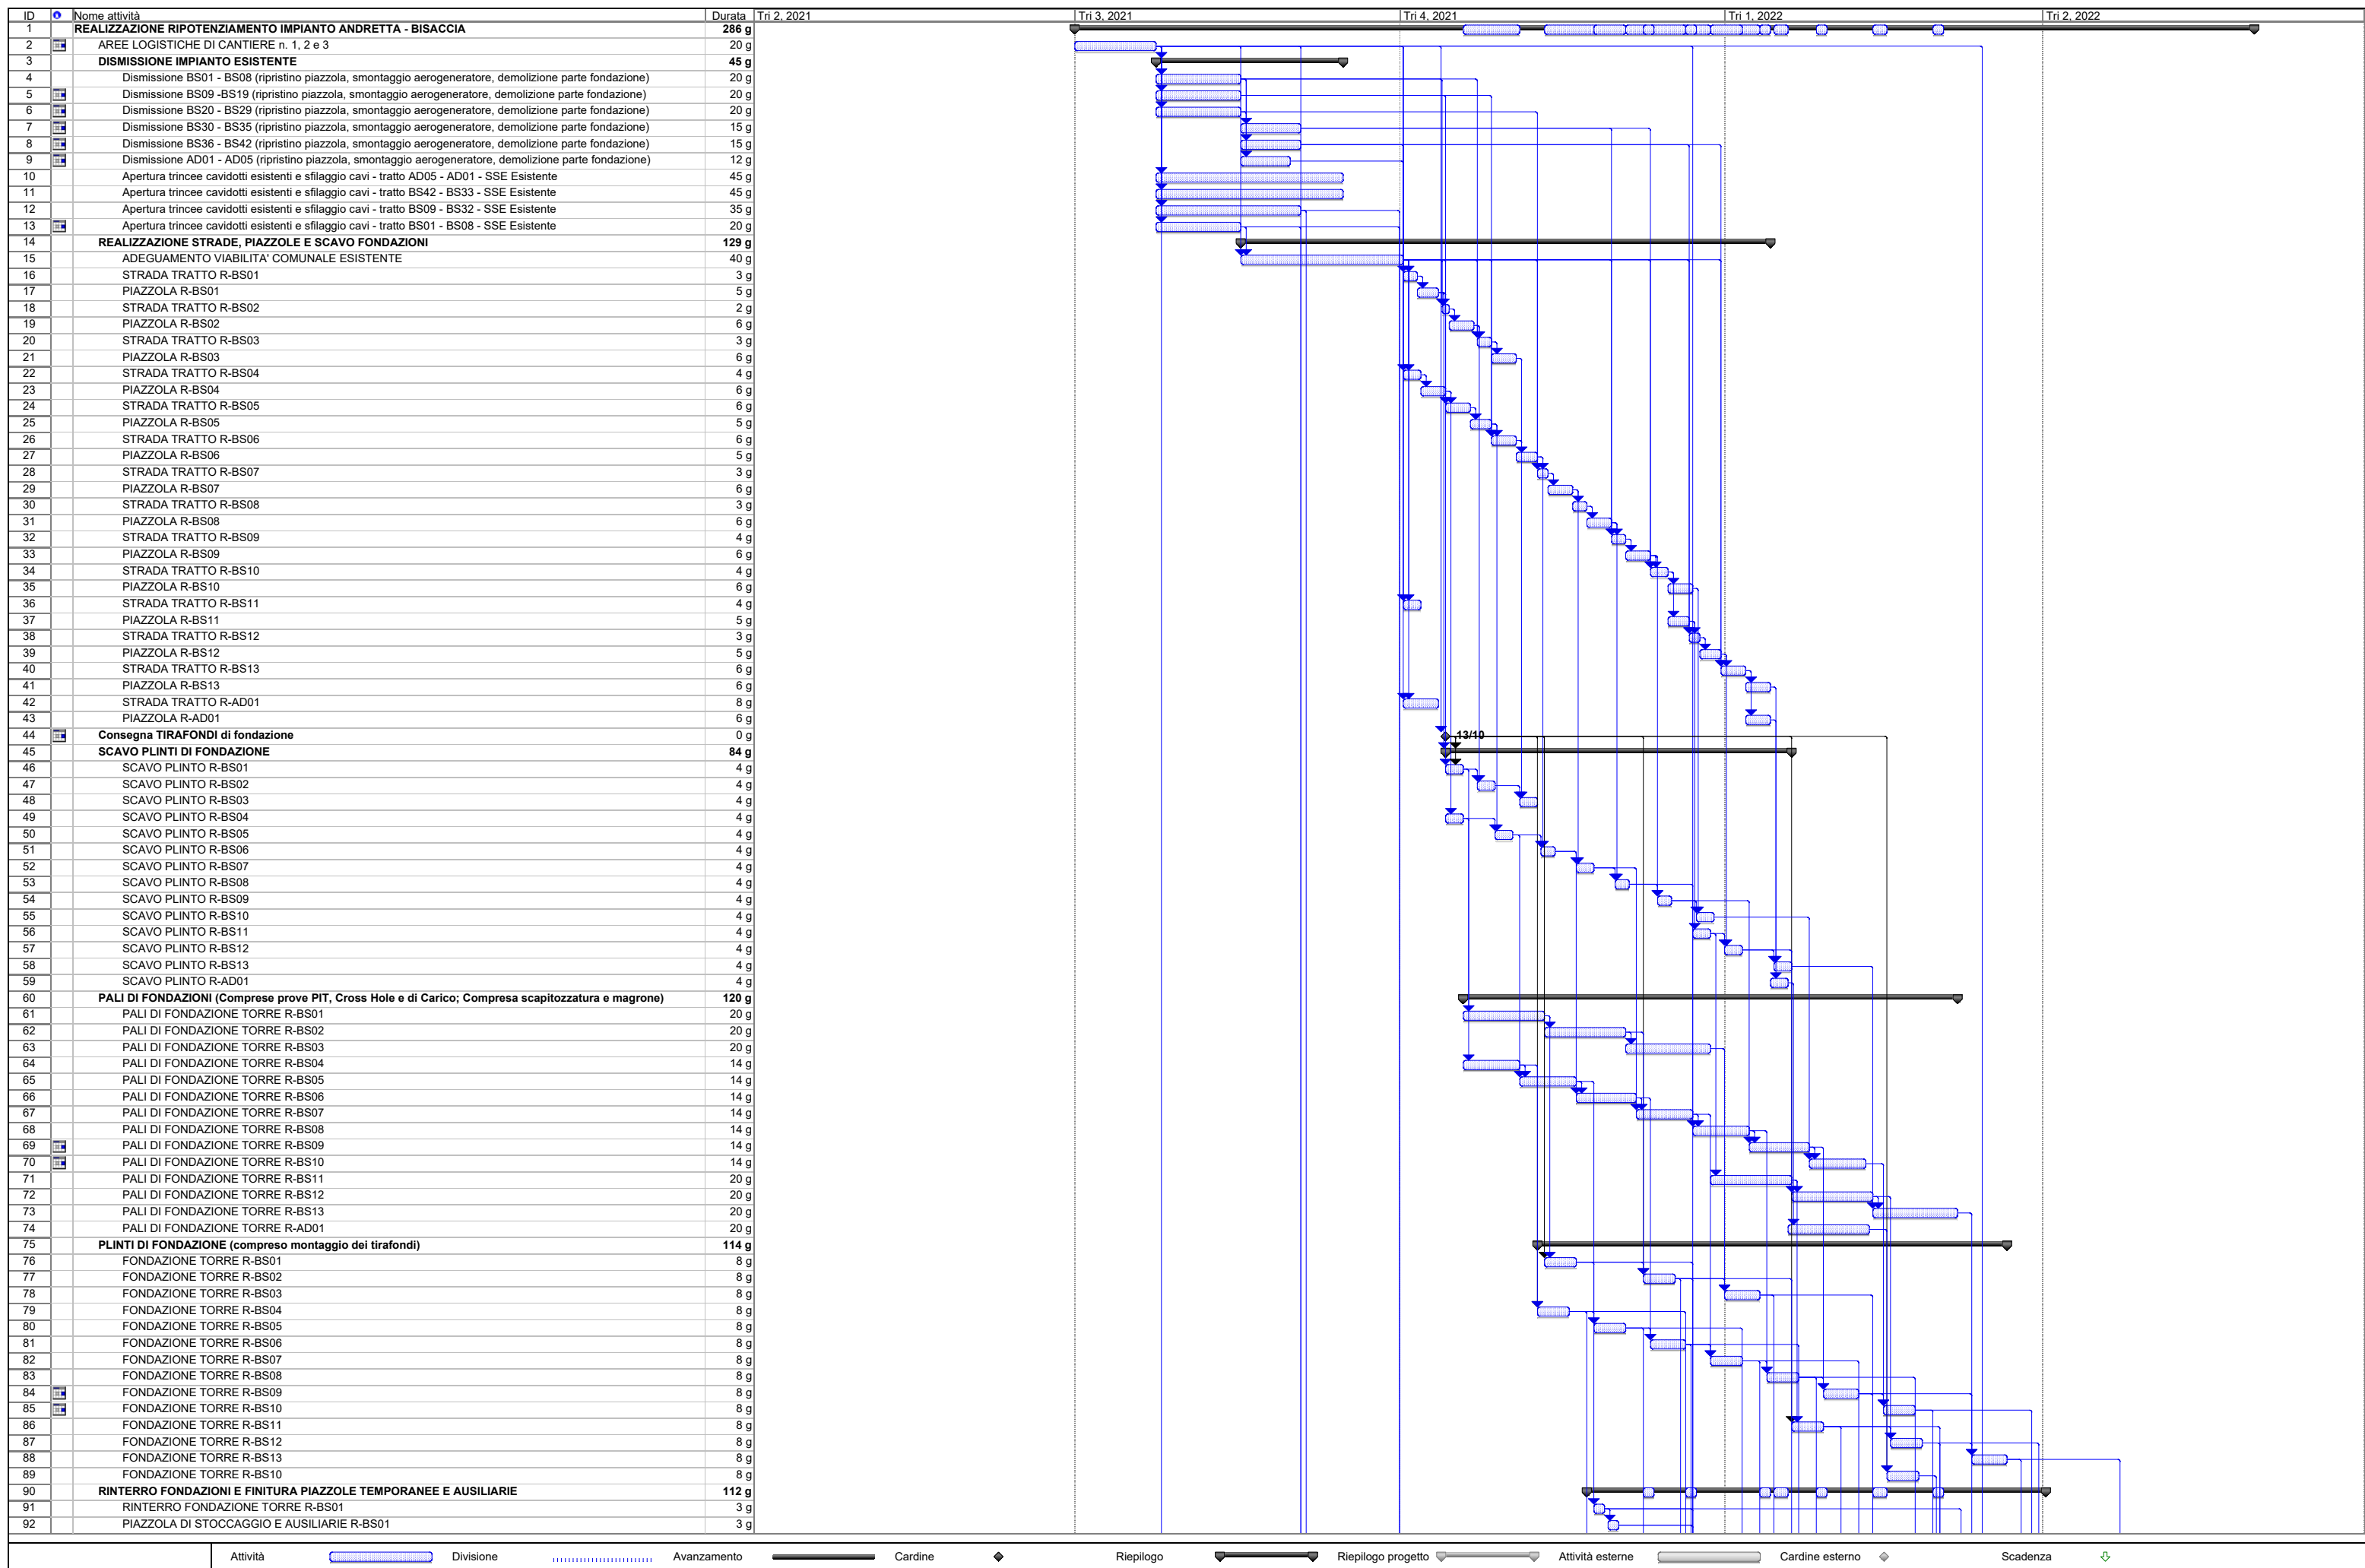 ID Nome attività Durata Tri 2, 2021 Tri 3, 2021 Tri 4, 2021 Tri 1, 2022 Tri 2, 2022
1 REALIZZAZIONE RIPOTENZIAMENTO IMPIANTO ANDRETTA - BISACCIA 286 g
2 AREE LOGISTICHE DI CANTIERE n. 1, 2 e 3 20 g
3 DISMISSIONE IMPIANTO ESISTENTE 45 g
4 Dismissione BS01 - BS08 (ripristino piazzola, smontaggio aerogeneratore, demolizione parte fondazione) 20 g
5 Dismissione BS09 -BS19 (ripristino piazzola, smontaggio aerogeneratore, demolizione parte fondazione) 20 g
6 Dismissione BS20 - BS29 (ripristino piazzola, smontaggio aerogeneratore, demolizione parte fondazione) 20 g
7 Dismissione BS30 - BS35 (ripristino piazzola, smontaggio aerogeneratore, demolizione parte fondazione) 15 g
8 Dismissione BS36 - BS42 (ripristino piazzola, smontaggio aerogeneratore, demolizione parte fondazione) 15 g
9 Dismissione AD01 - AD05 (ripristino piazzola, smontaggio aerogeneratore, demolizione parte fondazione) 12 g
10 Apertura trincee cavidotti esistenti e sfilaggio cavi - tratto AD05 - AD01 - SSE Esistente 45 g
11 Apertura trincee cavidotti esistenti e sfilaggio cavi - tratto BS42 - BS33 - SSE Esistente 45 g
12 Apertura trincee cavidotti esistenti e sfilaggio cavi - tratto BS09 - BS32 - SSE Esistente 35 g
13 Apertura trincee cavidotti esistenti e sfilaggio cavi - tratto BS01 - BS08 - SSE Esistente 20 g
14 REALIZZAZIONE STRADE, PIAZZOLE E SCAVO FONDAZIONI 129 g
15 ADEGUAMENTO VIABILITA' COMUNALE ESISTENTE 40 g
16 STRADA TRATTO R-BS01 3 g
17 PIAZZOLA R-BS01 5 g
18 STRADA TRATTO R-BS02 2 g
19 PIAZZOLA R-BS02 6 g
20 STRADA TRATTO R-BS03 3 g
21 PIAZZOLA R-BS03 6 g
22 STRADA TRATTO R-BS04 4 g
23 PIAZZOLA R-BS04 6 g
24 STRADA TRATTO R-BS05 6 g
25 PIAZZOLA R-BS05 5 g
26 STRADA TRATTO R-BS06 6 g
27 PIAZZOLA R-BS06 5 g
28 STRADA TRATTO R-BS07 3 g
29 PIAZZOLA R-BS07 6 g
30 STRADA TRATTO R-BS08 3 g
31 PIAZZOLA R-BS08 6 g
32 STRADA TRATTO R-BS09 4 g
33 PIAZZOLA R-BS09 6 g
34 STRADA TRATTO R-BS10 4 g
35 PIAZZOLA R-BS10 6 g
36 STRADA TRATTO R-BS11 4 g
37 PIAZZOLA R-BS11 5 g
38 STRADA TRATTO R-BS12 3 g
39 PIAZZOLA R-BS12 5 g
40 STRADA TRATTO R-BS13 6 g
41 PIAZZOLA R-BS13 6 g
42 STRADA TRATTO R-AD01 8 g
43 PIAZZOLA R-AD01 6 g
44 Consegna TIRAFONDI di fondazione 0 g 13/10
45 SCAVO PLINTI DI FONDAZIONE 84 g
46 SCAVO PLINTO R-BS01 4 g
47 SCAVO PLINTO R-BS02 4 g
48 SCAVO PLINTO R-BS03 4 g
49 SCAVO PLINTO R-BS04 4 g
50 SCAVO PLINTO R-BS05 4 g
51 SCAVO PLINTO R-BS06 4 g
52 SCAVO PLINTO R-BS07 4 g
53 SCAVO PLINTO R-BS08 4 g
54 SCAVO PLINTO R-BS09 4 g
55 SCAVO PLINTO R-BS10 4 g
56 SCAVO PLINTO R-BS11 4 g
57 SCAVO PLINTO R-BS12 4 g
58 SCAVO PLINTO R-BS13 4 g
59 SCAVO PLINTO R-AD01 4 g
60 PALI DI FONDAZIONI (Comprese prove PIT, Cross Hole e di Carico; Compresa scapitozzatura e magrone) 120 g
61 PALI DI FONDAZIONE TORRE R-BS01 20 g
62 PALI DI FONDAZIONE TORRE R-BS02 20 g
63 PALI DI FONDAZIONE TORRE R-BS03 20 g
64 PALI DI FONDAZIONE TORRE R-BS04 14 g
65 PALI DI FONDAZIONE TORRE R-BS05 14 g
66 PALI DI FONDAZIONE TORRE R-BS06 14 g
67 PALI DI FONDAZIONE TORRE R-BS07 14 g
68 PALI DI FONDAZIONE TORRE R-BS08 14 g
69 PALI DI FONDAZIONE TORRE R-BS09 14 g
70 PALI DI FONDAZIONE TORRE R-BS10 14 g
71 PALI DI FONDAZIONE TORRE R-BS11 20 g
72 PALI DI FONDAZIONE TORRE R-BS12 20 g
73 PALI DI FONDAZIONE TORRE R-BS13 20 g
74 PALI DI FONDAZIONE TORRE R-AD01 20 g
75 PLINTI DI FONDAZIONE (compreso montaggio dei tirafondi) 114 g
76 FONDAZIONE TORRE R-BS01 8 g
77 FONDAZIONE TORRE R-BS02 8 g
78 FONDAZIONE TORRE R-BS03 8 g
79 FONDAZIONE TORRE R-BS04 8 g
80 FONDAZIONE TORRE R-BS05 8 g
81 FONDAZIONE TORRE R-BS06 8 g
82 FONDAZIONE TORRE R-BS07 8 g
83 FONDAZIONE TORRE R-BS08 8 g
84 FONDAZIONE TORRE R-BS09 8 g
85 FONDAZIONE TORRE R-BS10 8 g
86 FONDAZIONE TORRE R-BS11 8 g
87 FONDAZIONE TORRE R-BS12 8 g
88 FONDAZIONE TORRE R-BS13 8 g
89 FONDAZIONE TORRE R-BS10 8 g
90 RINTERRO FONDAZIONI E FINITURA PIAZZOLE TEMPORANEE E AUSILIARIE 112 g
91 RINTERRO FONDAZIONE TORRE R-BS01 3 g
92 PIAZZOLA DI STOCCAGGIO E AUSILIARIE R-BS01 3 g
Attività Divisione Avanzamento Cardine Riepilogo Riepilogo progetto Attività esterne Cardine esterno Scadenza